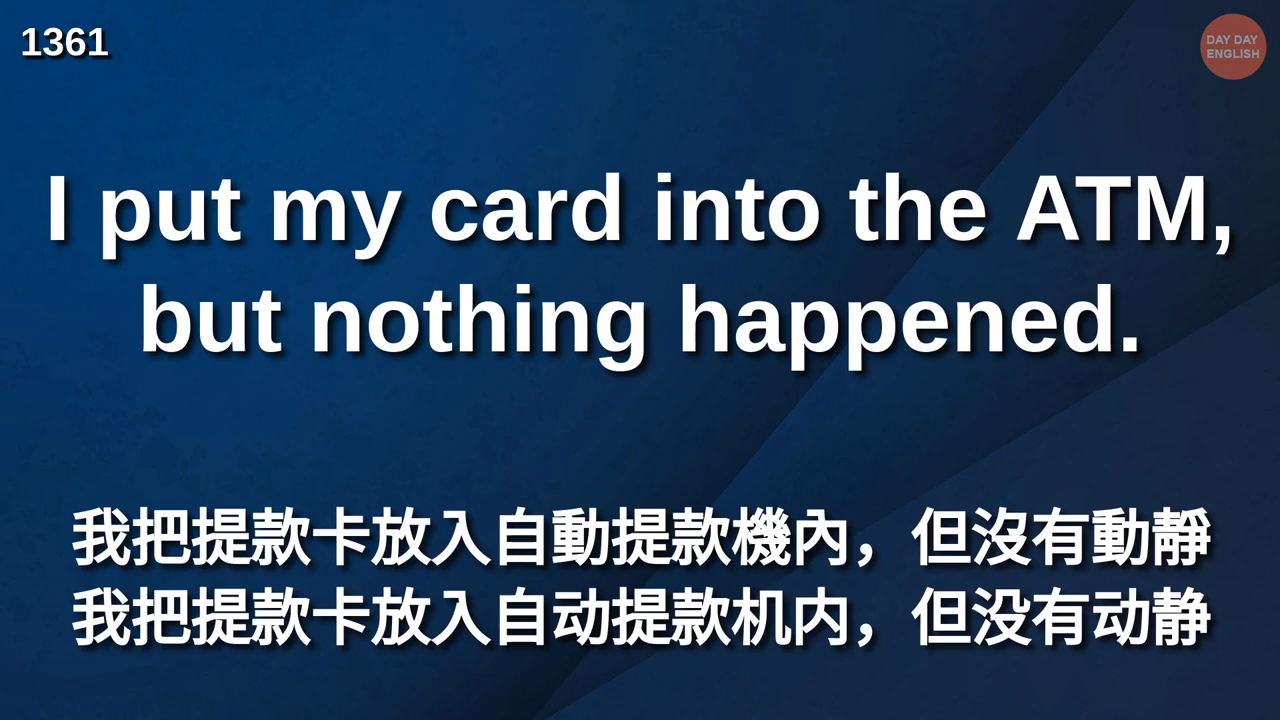 1361
DAY DAY
ENGLISH
I put my card into the ATM,
but nothing happened.
我把提款卡放入自動提款機內，但沒有動靜
我把提款卡放入自动提款机内，但没有动静